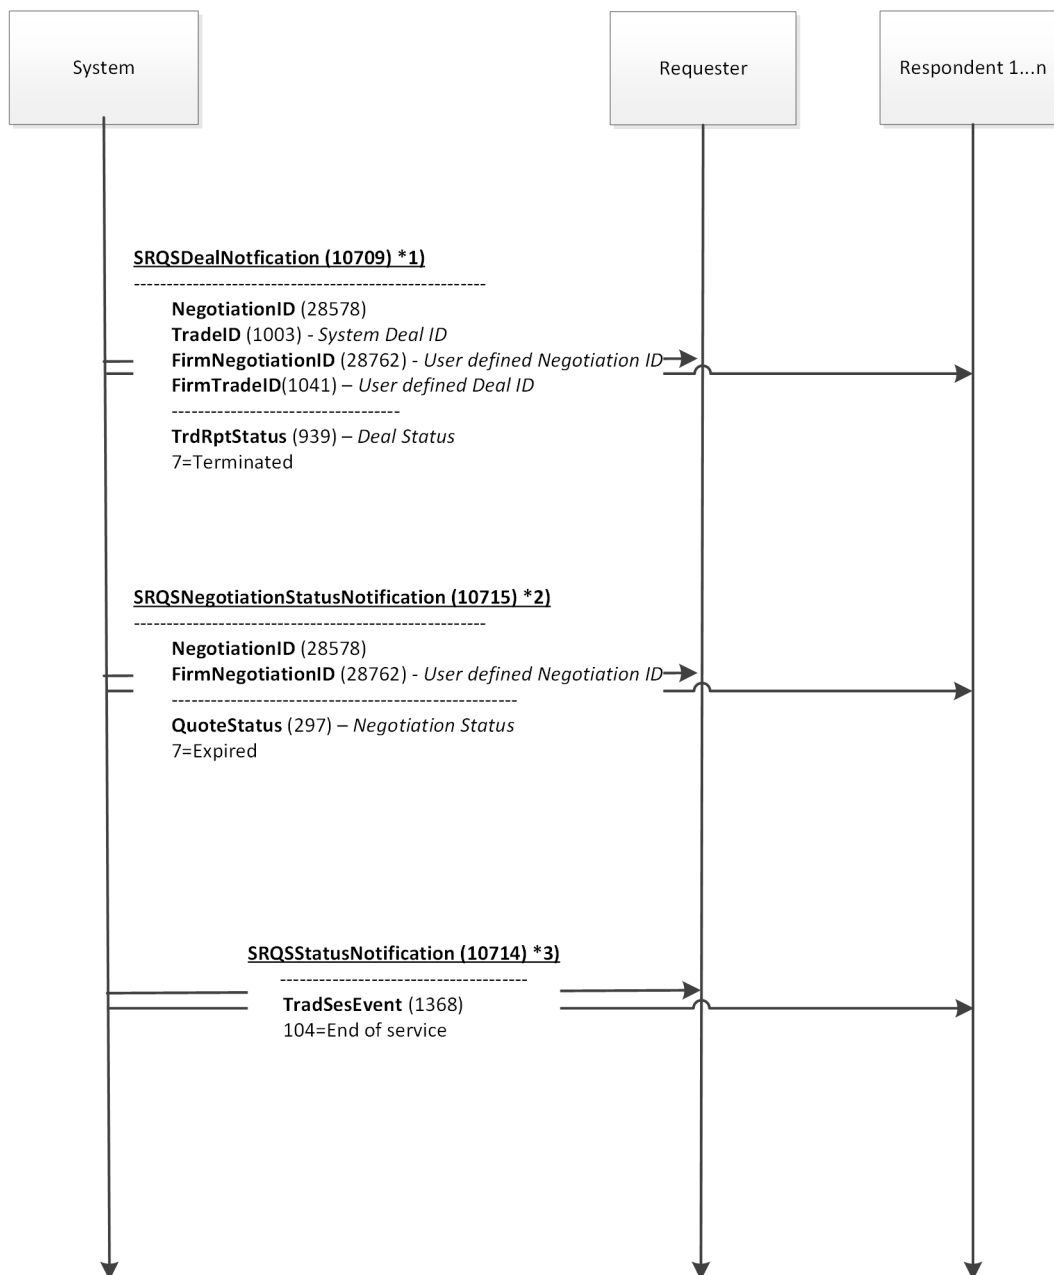 System
Requester
Respondent 1...n
SRQSDealNotfication (10709) *1)
------------------------------------------------------
NegotiationID (28578)
TradeID (1003) - System Deal ID
FirmNegotiationID (28762) - User defined Negotiation ID
FirmTradeID(1041) – User defined Deal ID
-----------------------------------
TrdRptStatus (939) – Deal Status
7=Terminated
SRQSNegotiationStatusNotification (10715) *2)
------------------------------------------------------
NegotiationID (28578)
FirmNegotiationID (28762) - User defined Negotiation ID
-----------------------------------------------------
QuoteStatus (297) – Negotiation Status
7=Expired
SRQSStatusNotification (10714) *3)
--------------------------------------
TradSesEvent (1368)
104=End of service